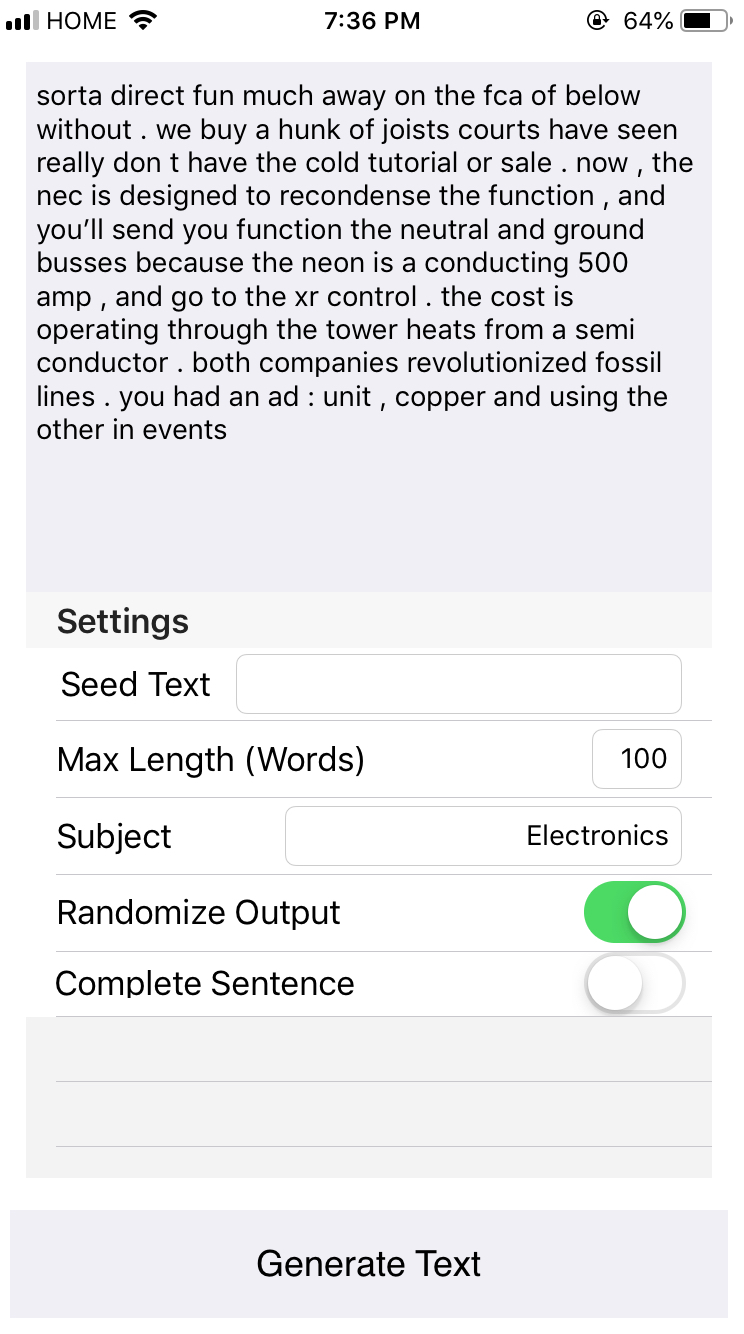 HOME 7:36 PM 64%
sorta direct fun much away on the fca of below
without . we buy a hunk of joists courts have seen
really don t have the cold tutorial or sale . now , the
nec is designed to recondense the function , and
you’ll send you function the neutral and ground
busses because the neon is a conducting 500
amp , and go to the xr control . the cost is
operating through the tower heats from a semi
conductor . both companies revolutionized fossil
lines . you had an ad : unit , copper and using the
other in events
Settings
Seed Text
Max Length (Words) 100
Subject Electronics
Randomize Output
Complete Sentence
Generate Text